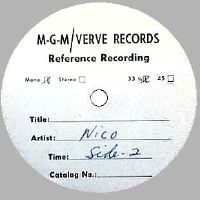 M-G-M/VERVE RECORDS
Reference Recording
Mono Stereo 33 45
Title:
Artist: Nico
Time: Side-2
Catalog No.: